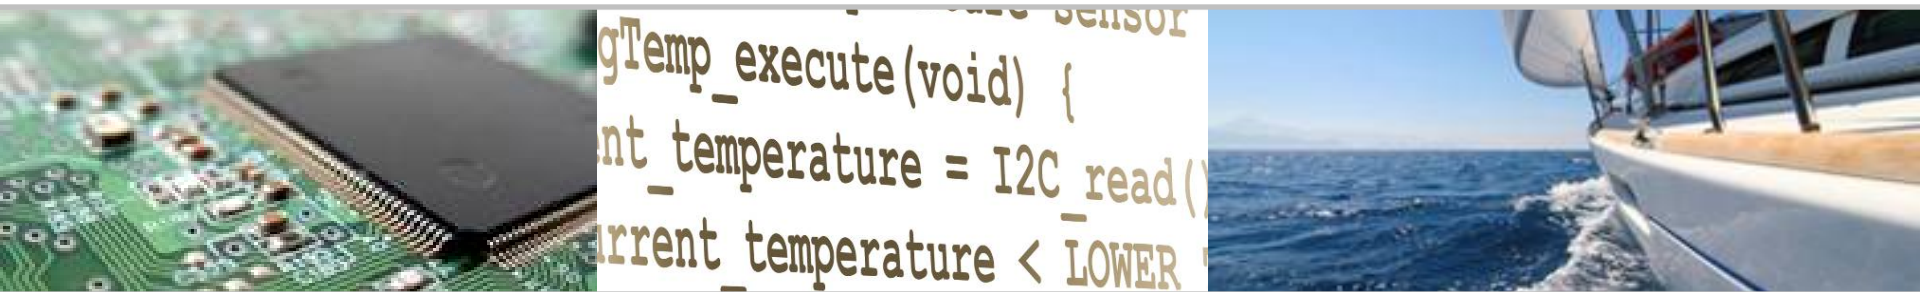 sensor
gTemp_execute(void) {
nt_temperature = I2C_read()
rrent_temperature < LOWER